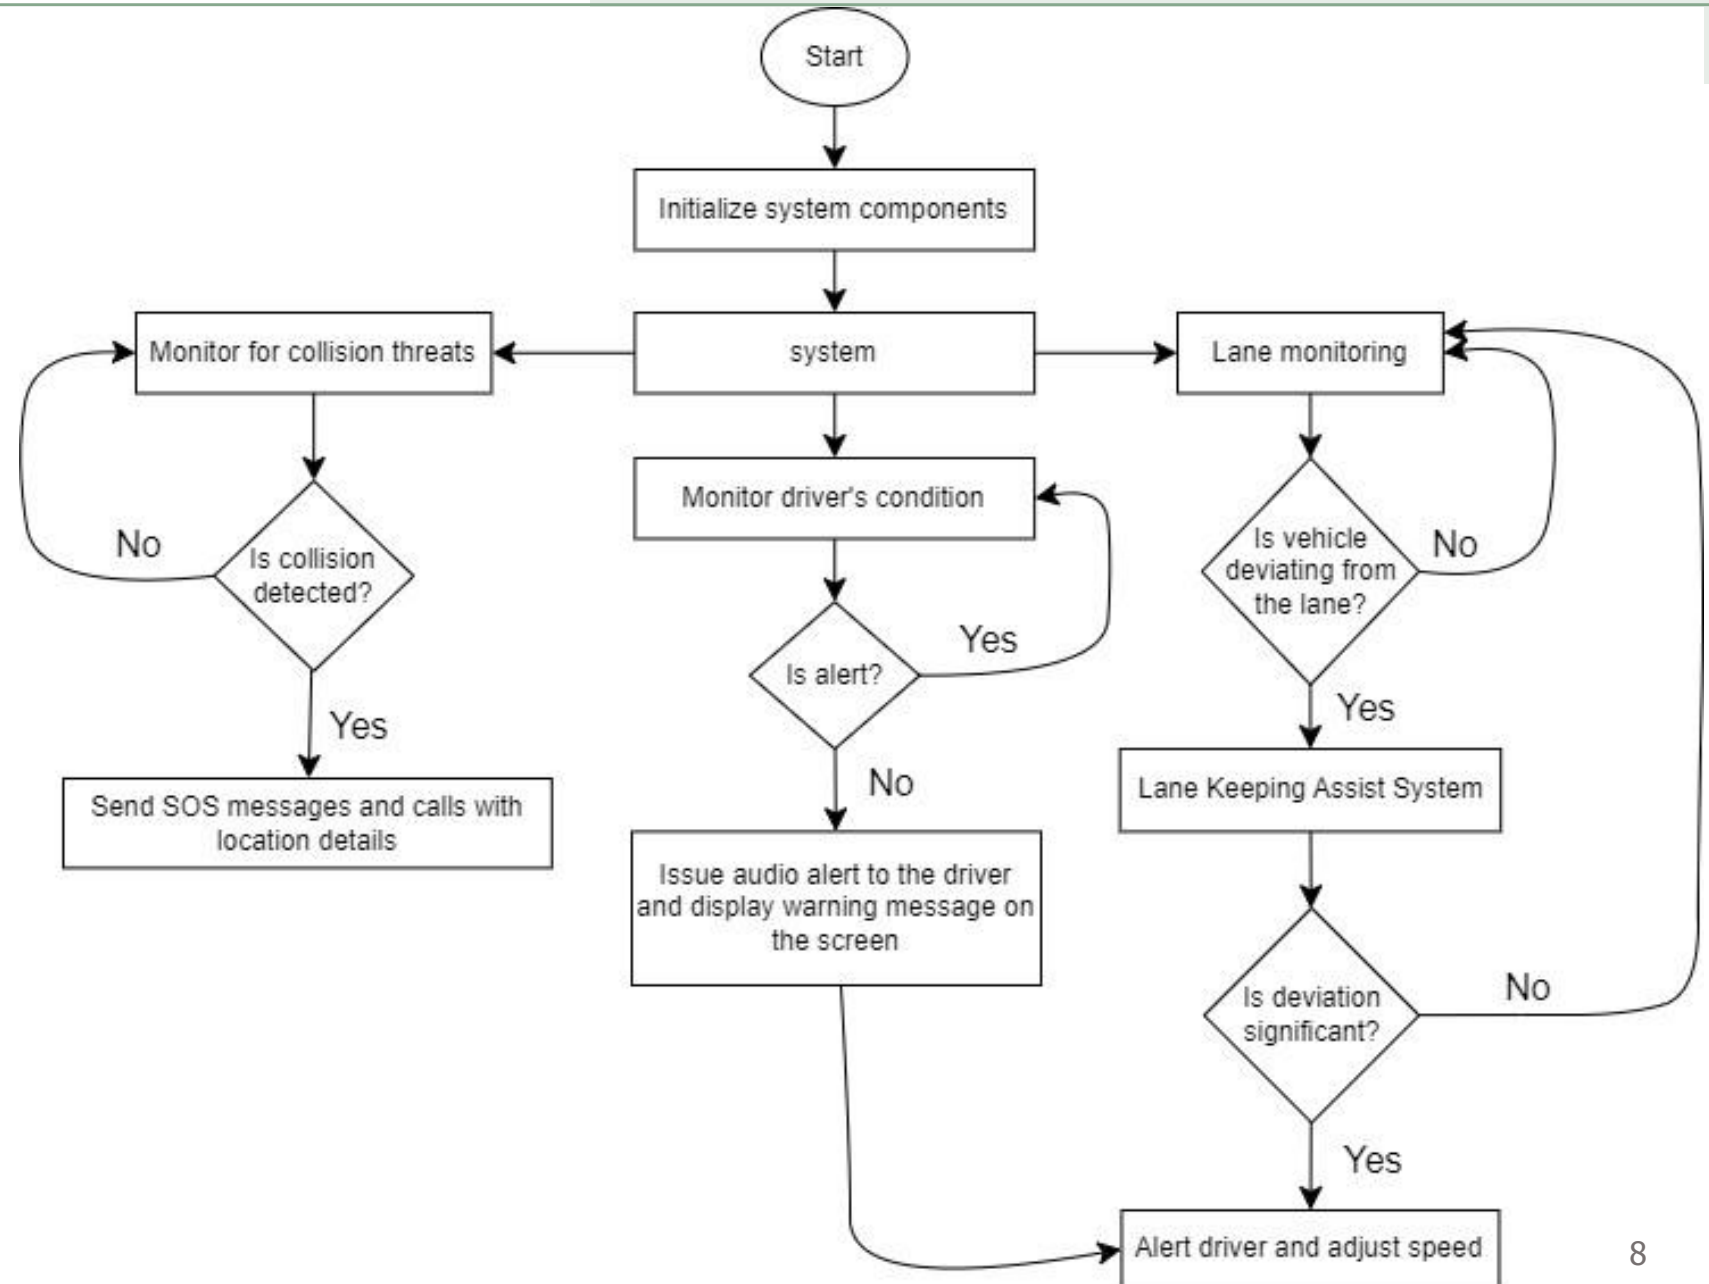 Start
Initialize system components
Monitor for collision threats
system
Lane monitoring
Monitor driver's condition
No
Is collision
detected?
Is vehicle
deviating from
the lane?
No
Yes
Is alert?
Yes
Yes
No
Send SOS messages and calls with
location details
Lane Keeping Assist System
Issue audio alert to the driver
and display warning message on
the screen
Is deviation
significant?
No
Yes
Alert driver and adjust speed
8